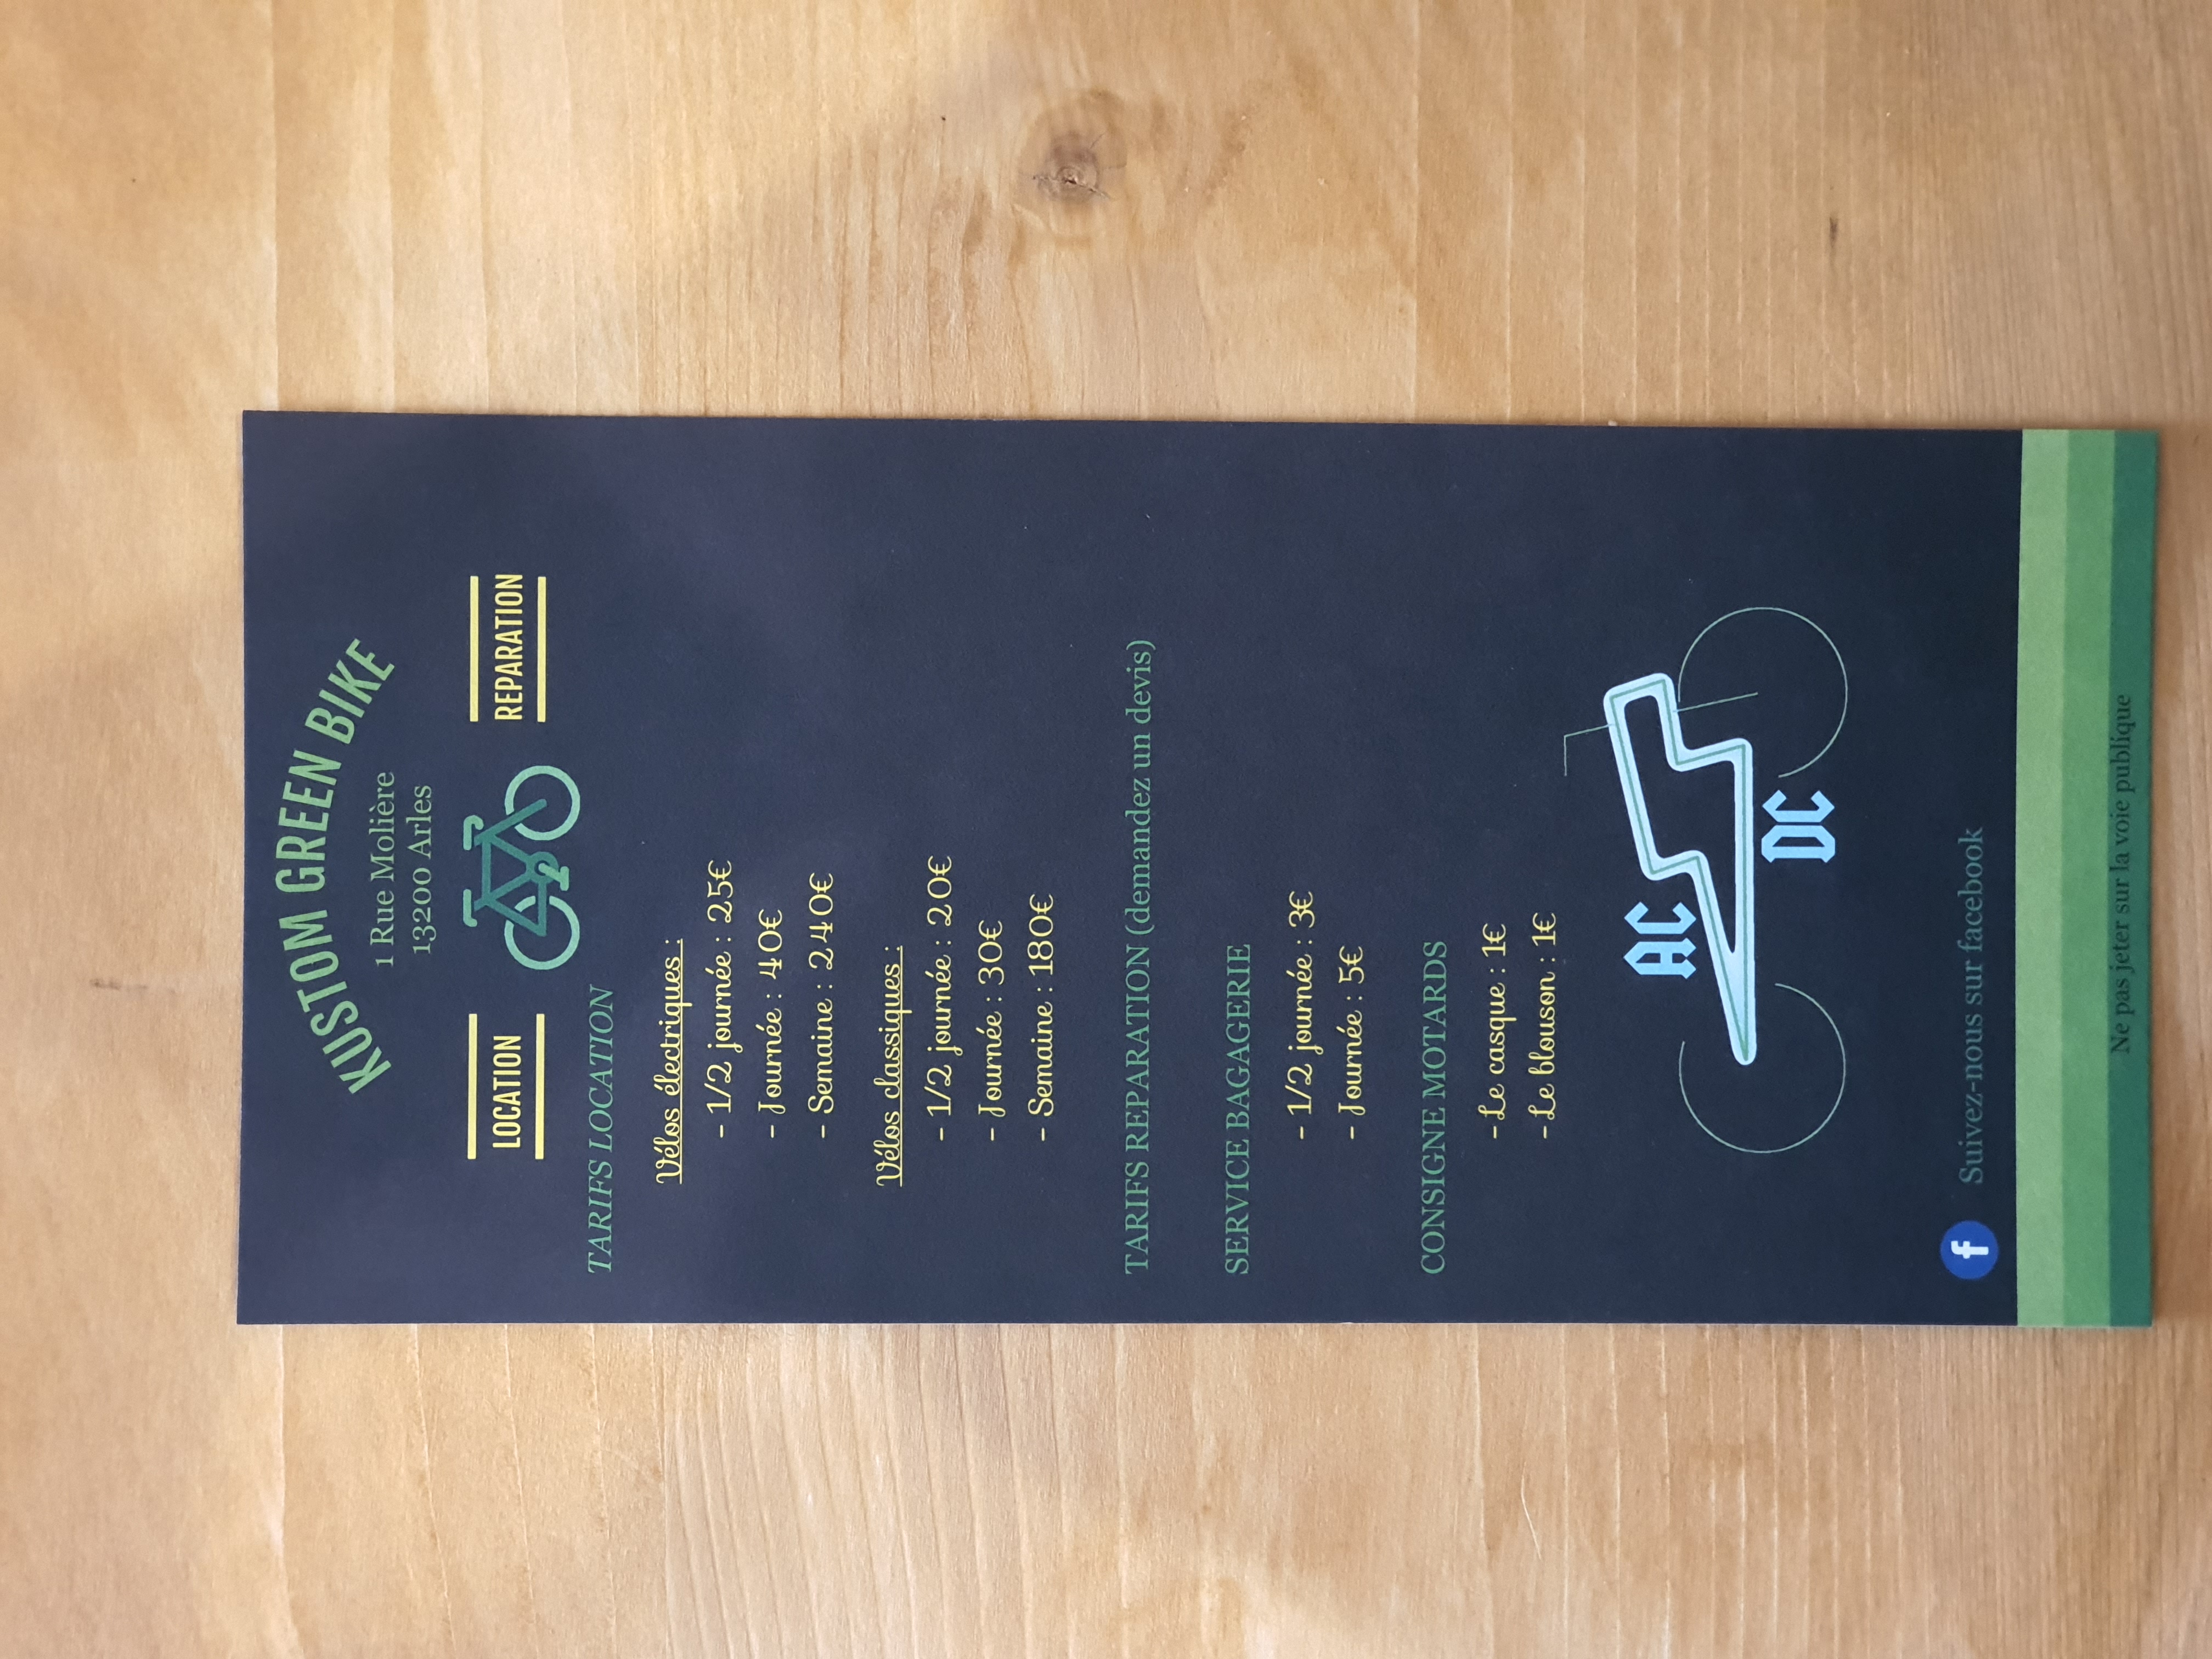 KUSTOM GREEN BIKE
1 Rue Molière
13200 Arles
LOCATION
REPARATION
TARIFS LOCATION
Vélos électriques :
- 1/2 journée : 25€
- Journée : 40€
- Semaine : 240€
Vélos classiques :
- 1/2 journée : 20€
- Journée : 30€
- Semaine : 180€
TARIFS REPARATION (demandez un devis)
SERVICE BAGAGERIE
- 1/2 journée : 3€
- Journée : 5€
CONSIGNE MOTARDS
- Le casque : 1€
- Le blouson : 1€
AC
DC
f Suivez-nous sur facebook
Ne pas jeter sur la voie publique